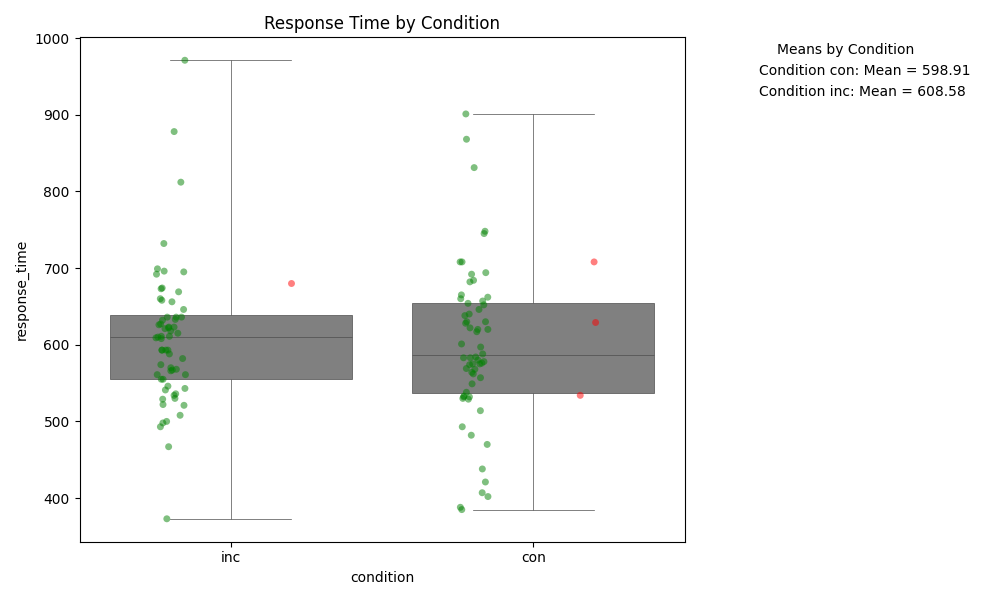 Response Time by Condition
Means by Condition
Condition con: Mean = 598.91
Condition inc: Mean = 608.58
response_time
1000
900
800
700
600
500
400
inc
con
condition